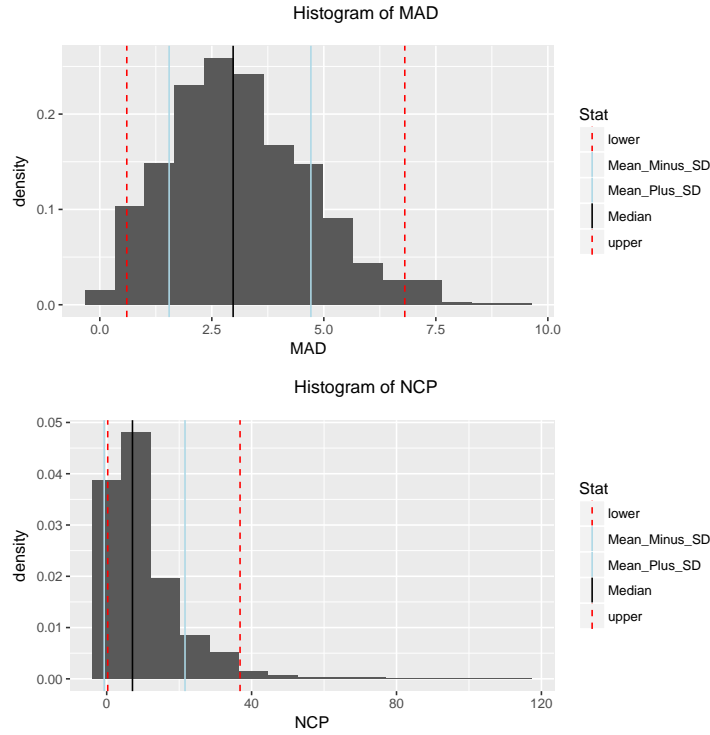 Histogram of MAD
density
0.2
0.1
0.0
0.0 2.5 5.0 7.5 10.0
MAD
Stat
lower
Mean_Minus_SD
Mean_Plus_SD
Median
upper
Histogram of NCP
density
0.05
0.04
0.03
0.02
0.01
0.00
0 40 80 120
NCP
Stat
lower
Mean_Minus_SD
Mean_Plus_SD
Median
upper